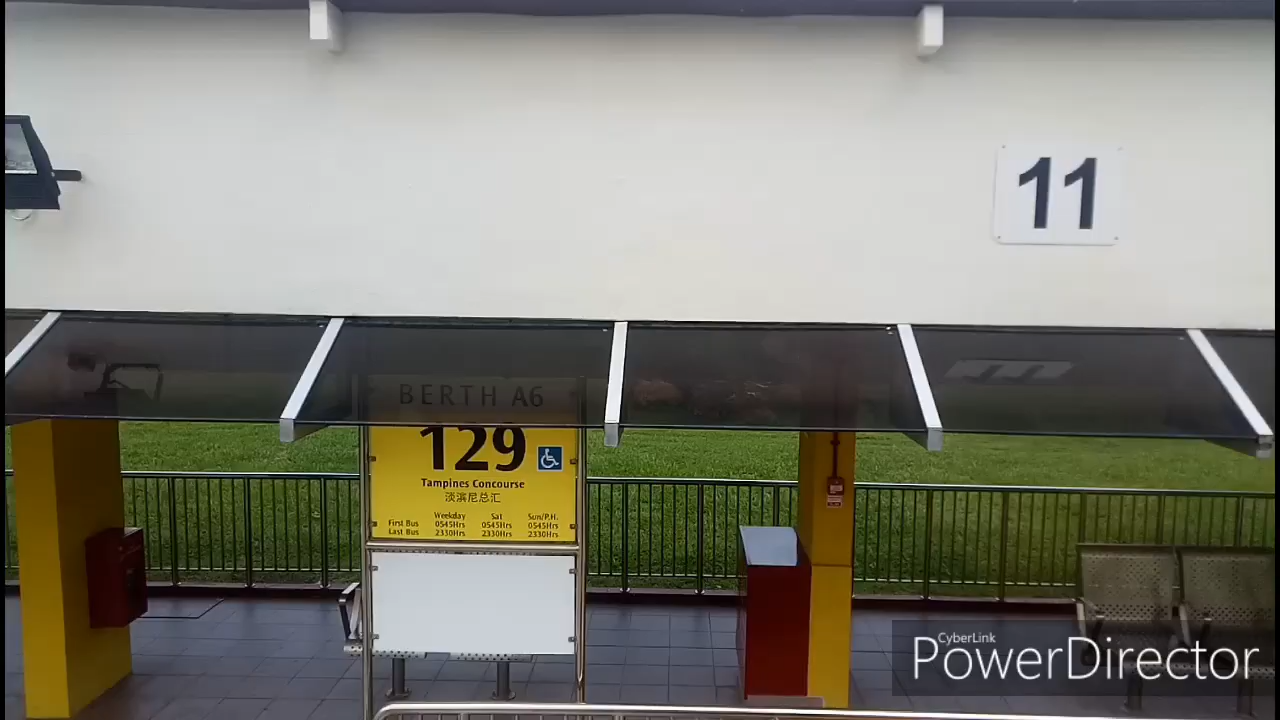 11
BERTH A6
129
Tampines Concourse
淡滨尼总汇
Weekday Sat Sun/P.H.
First Bus 0545Hrs 0545Hrs 0545Hrs
Last Bus 2330Hrs 2330Hrs 2330Hrs
CyberLink
PowerDirector